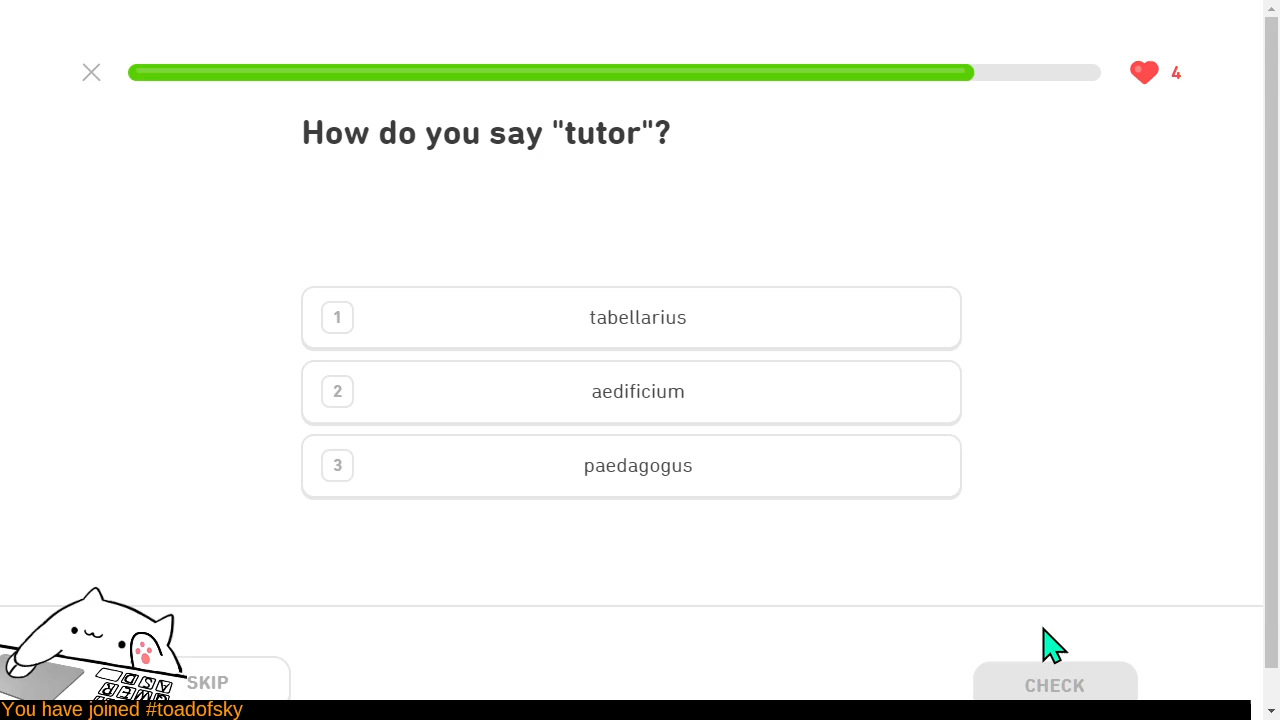 4
How do you say "tutor"?
1 tabellarius
2 aedificium
3 paedagogus
SKIP
CHECK
You have joined #toadofsky